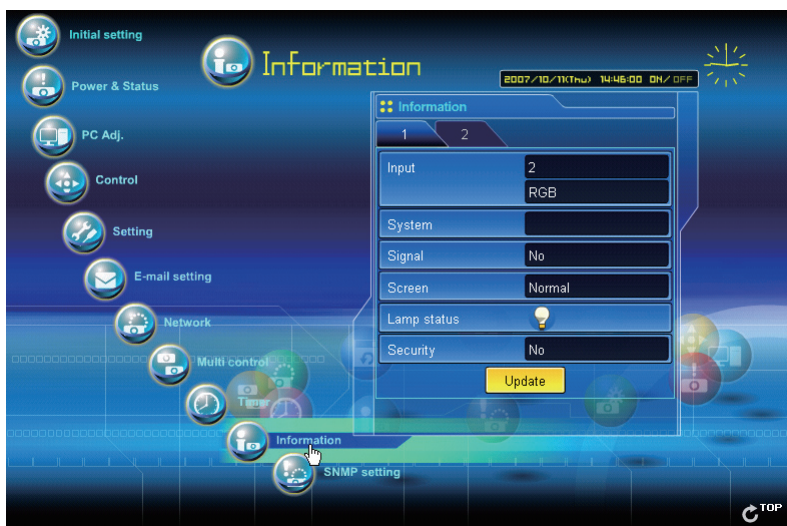 Initial setting
Power & Status
PC Adj.
Control
Setting
E-mail setting
Network
Multi control
Timer
Information
SNMP setting
Information
2007/10/11(Thu) 14:46:00 ON/OFF
Information
1 2
Input 2
RGB
System
Signal No
Screen Normal
Lamp status
Security No
Update
TOP